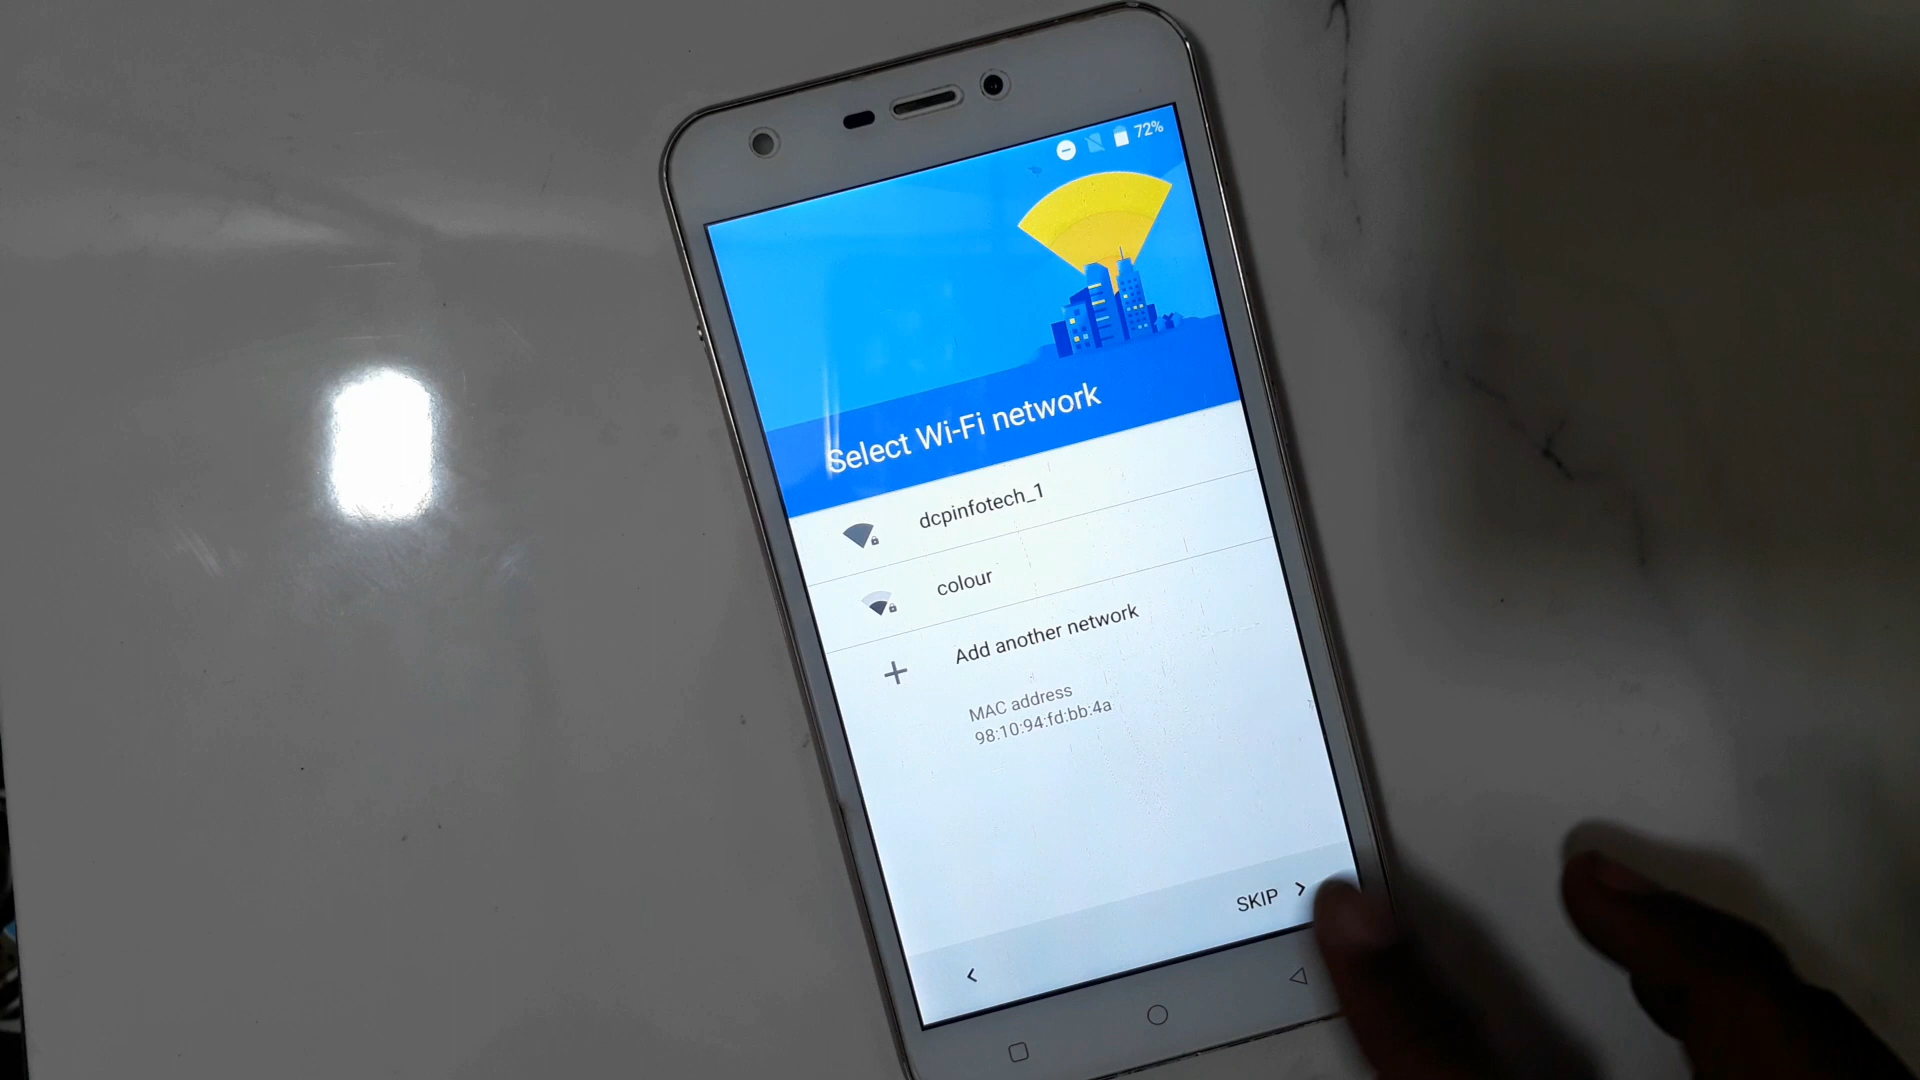 72%
Select Wi-Fi network
dcpinfotech_1
colour
Add another network
MAC address
98:10:94:fd:bb:4a
SKIP